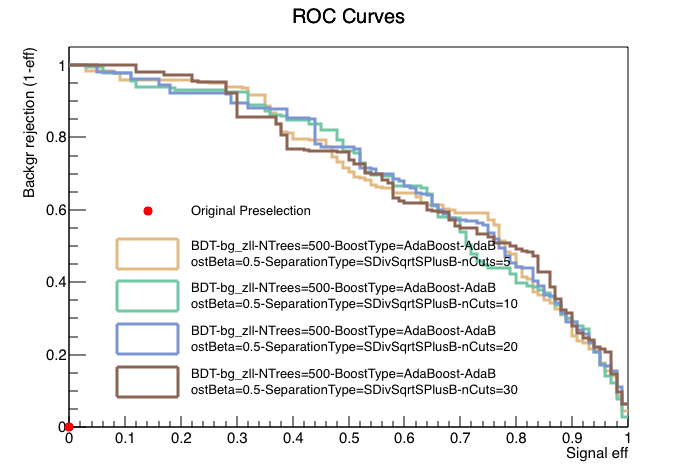 ROC Curves
Backgr rejection (1-eff)
1
0.8
0.6
0.4
0.2
0
Original Preselection
BDT-bg_zll-NTrees=500-BoostType=AdaBoost-AdaB
ostBeta=0.5-SeparationType=SDivSqrtSPlusB-nCuts=5
BDT-bg_zll-NTrees=500-BoostType=AdaBoost-AdaB
ostBeta=0.5-SeparationType=SDivSqrtSPlusB-nCuts=10
BDT-bg_zll-NTrees=500-BoostType=AdaBoost-AdaB
ostBeta=0.5-SeparationType=SDivSqrtSPlusB-nCuts=20
BDT-bg_zll-NTrees=500-BoostType=AdaBoost-AdaB
ostBeta=0.5-SeparationType=SDivSqrtSPlusB-nCuts=30
0 0.1 0.2 0.3 0.4 0.5 0.6 0.7 0.8 0.9 1
Signal eff